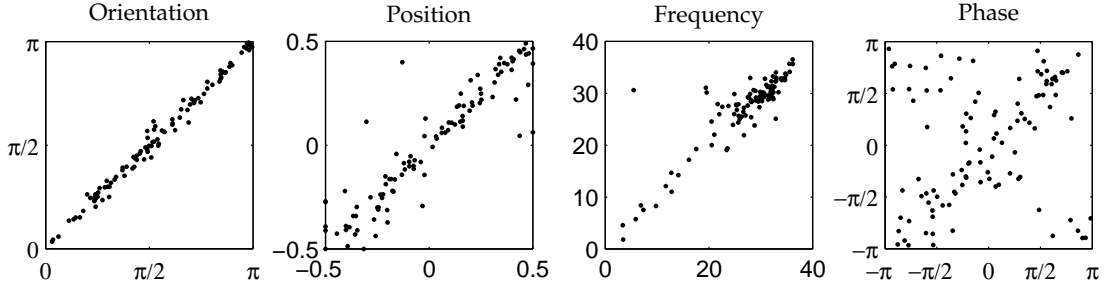 Orientation Position Frequency Phase
π 0.5 40 π
30 π/2
π/2 0 20 0
10 −π/2
0 −0.5 0 −π
0 π/2 π −0.5 0 0.5 0 20 40 −π −π/2 0 π/2 π